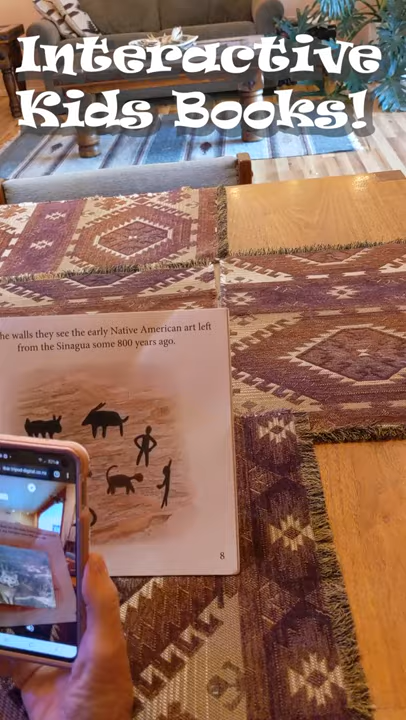 Interactive
Kids Books!
he walls they see the early Native American art left
from the Sinagua some 800 years ago.
8